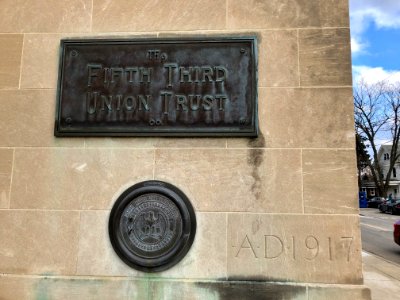 The
Fifth Third
Union Trust
Co
A.D.1917